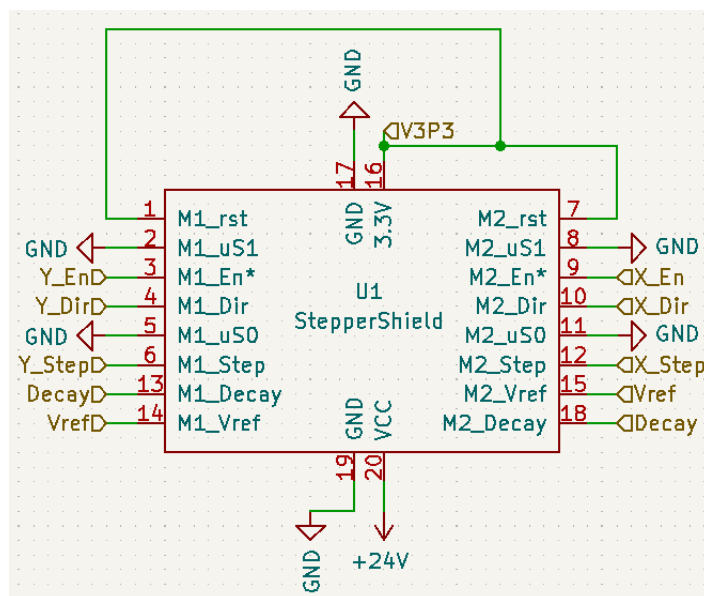 GND
V3P3
17
16
GND
3.3V
1 M1_rst M2_rst 7
GND 2 M1_uS1 M2_uS1 8 GND
Y_En 3 M1_En* M2_En* 9 X_En
U1
Y_Dir 4 M1_Dir M2_Dir 10 X_Dir
StepperShield
GND 5 M1_uS0 M2_uS0 11 GND
Y_Step 6 M1_Step M2_Step 12 X_Step
Decay 13 M1_Decay M2_Vref 15 Vref
Vref 14 M1_Vref M2_Decay 18 Decay
GND
VCC
19
20
GND
+24V